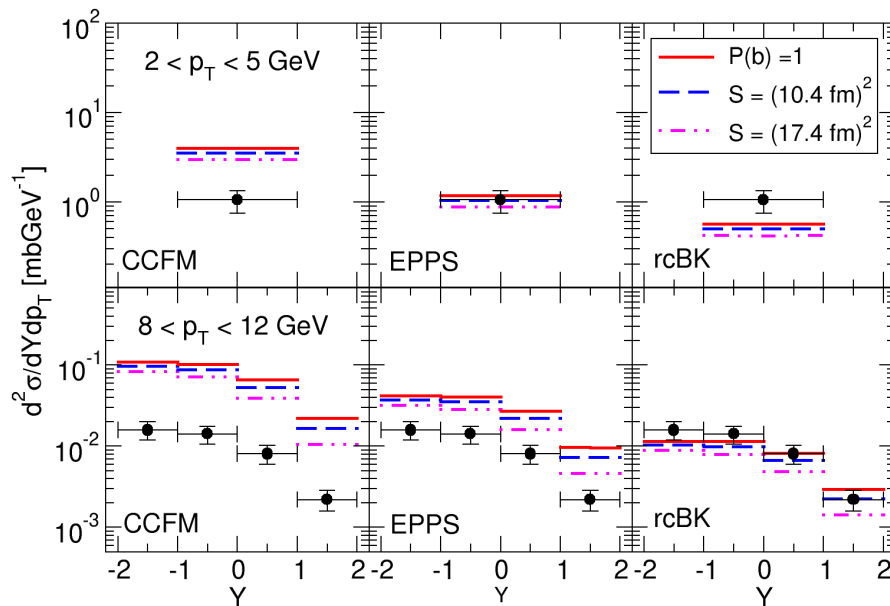 10^2
10^1
10^0
10^-1
10^-2
10^-3
d^2σ/dYdp_T [mbGeV^-1]
2 < p_T < 5 GeV
P(b) =1
S = (10.4 fm)^2
S = (17.4 fm)^2
CCFM
EPPS
rcBK
8 < p_T < 12 GeV
CCFM
EPPS
rcBK
-2 -1 0 1 2 -2 -1 0 1 2 -2 -1 0 1 2
Y Y Y